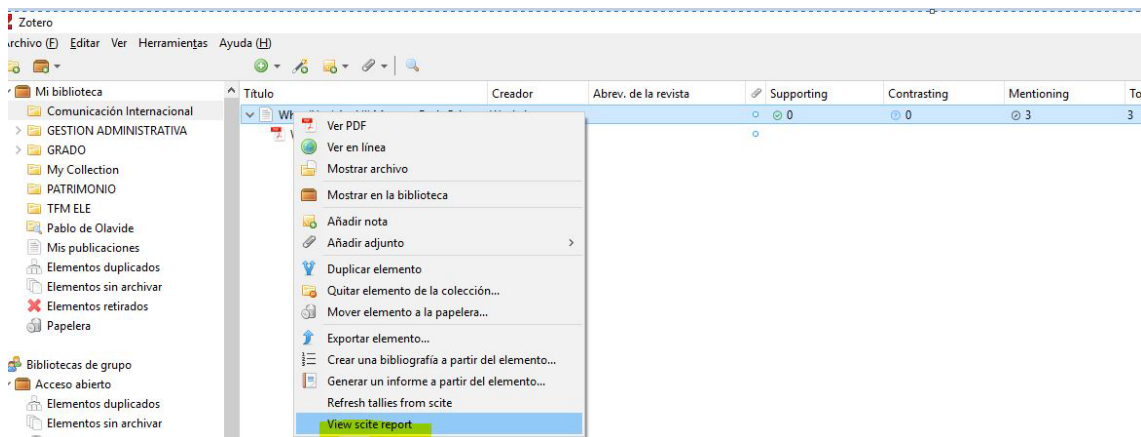 Zotero
Archivo (F) Editar Ver Herramientas Ayuda (H)
Mi biblioteca
Comunicación Internacional
GESTION ADMINISTRATIVA
GRADO
My Collection
PATRIMONIO
TFM ELE
Pablo de Olavide
Mis publicaciones
Elementos duplicados
Elementos sin archivar
Elementos retirados
Papelera
Bibliotecas de grupo
Acceso abierto
Elementos duplicados
Elementos sin archivar
Título Creador Abrev. de la revista Supporting Contrasting Mentioning To
0 0 3 3
Ver PDF
Ver en línea
Mostrar archivo
Mostrar en la biblioteca
Añadir nota
Añadir adjunto >
Duplicar elemento
Quitar elemento de la colección...
Mover elemento a la papelera...
Exportar elemento...
Crear una bibliografía a partir del elemento...
Generar un informe a partir del elemento...
Refresh tallies from scite
View scite report